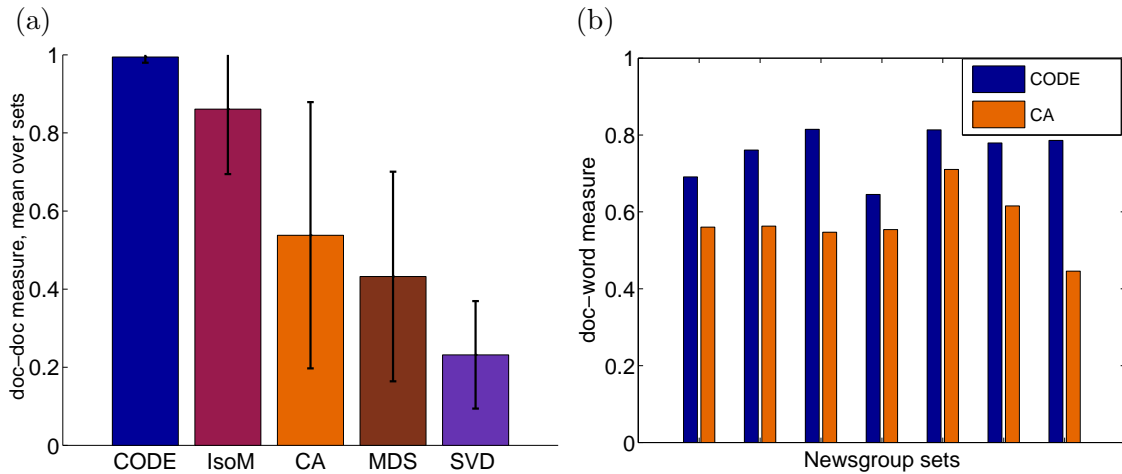 (a)
doc–doc measure, mean over sets
1
0.8
0.6
0.4
0.2
0
CODE IsoM CA MDS SVD
(b)
doc–word measure
1
0.8
0.6
0.4
0.2
0
CODE
CA
Newsgroup sets